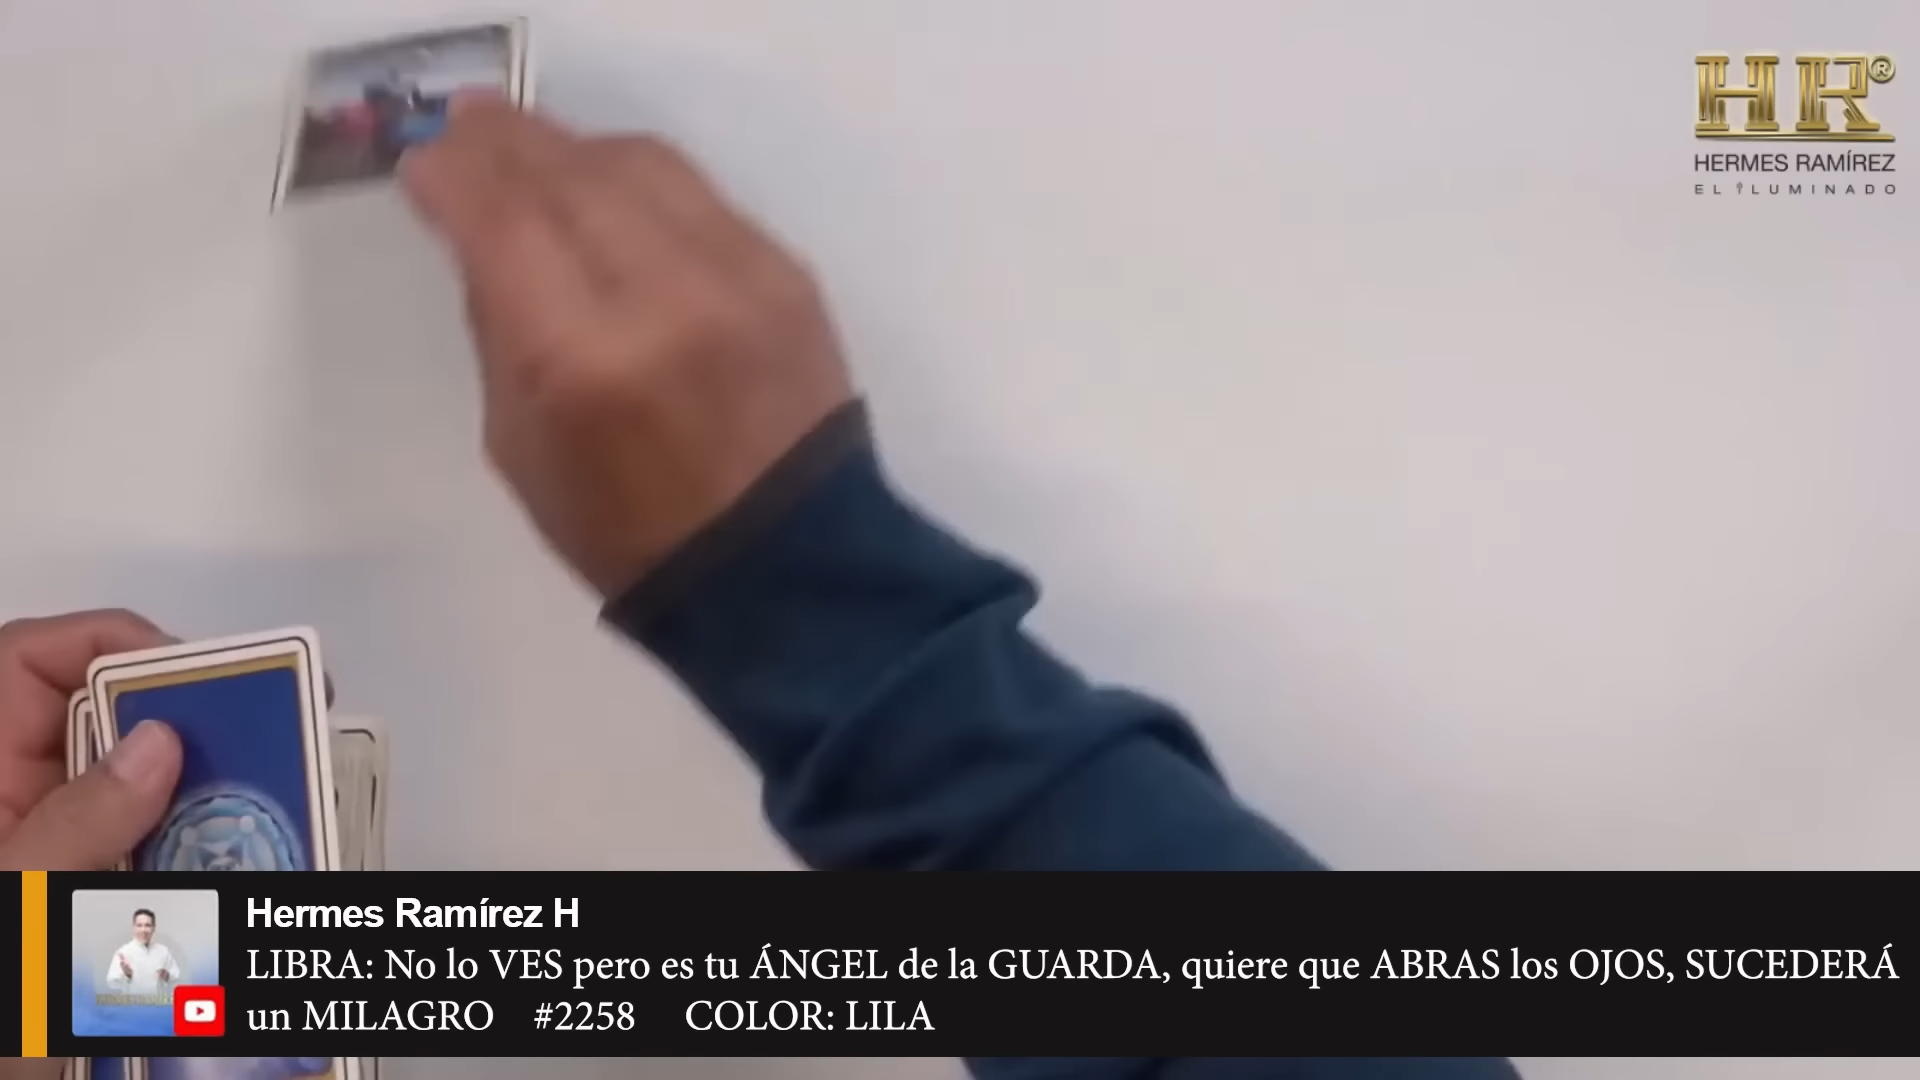 HR®
HERMES RAMÍREZ
EL ILUMINADO
Hermes Ramírez H
LIBRA: No lo VES pero es tu ÁNGEL de la GUARDA, quiere que ABRAS los OJOS, SUCEDERÁ
un MILAGRO #2258 COLOR: LILA